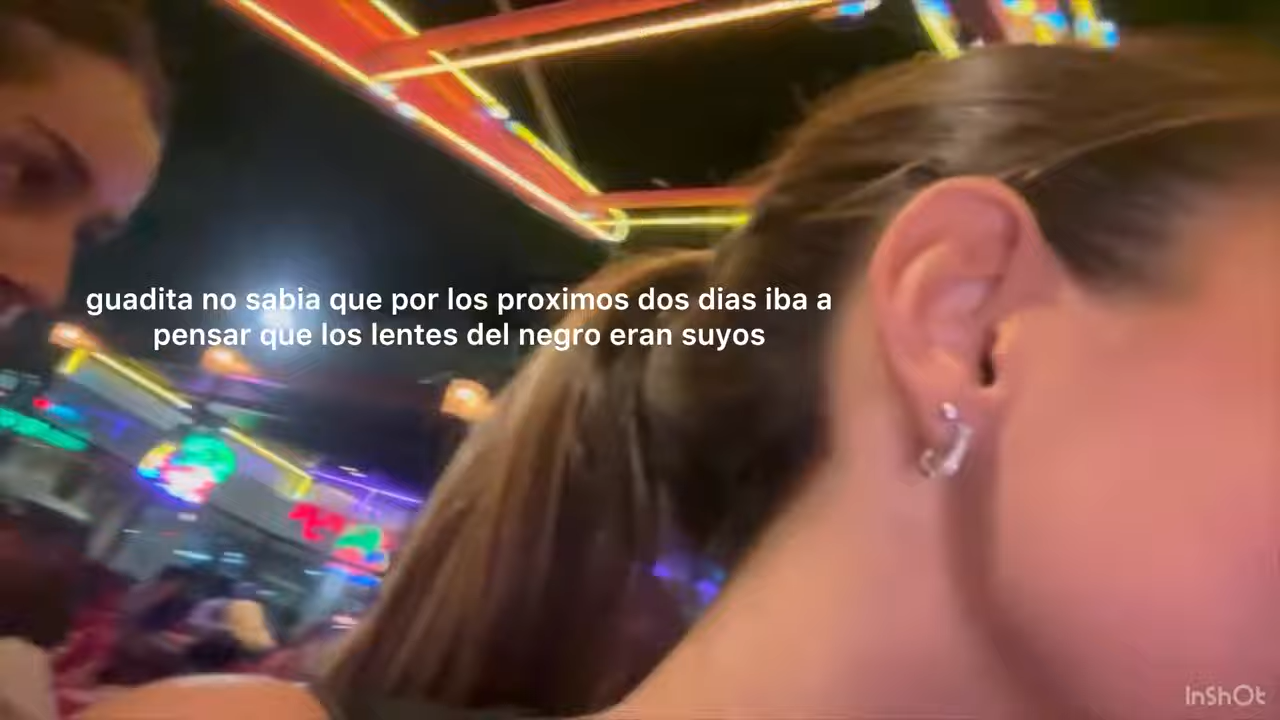 guadita no sabia que por los proximos dos dias iba a
pensar que los lentes del negro eran suyos
InShOt